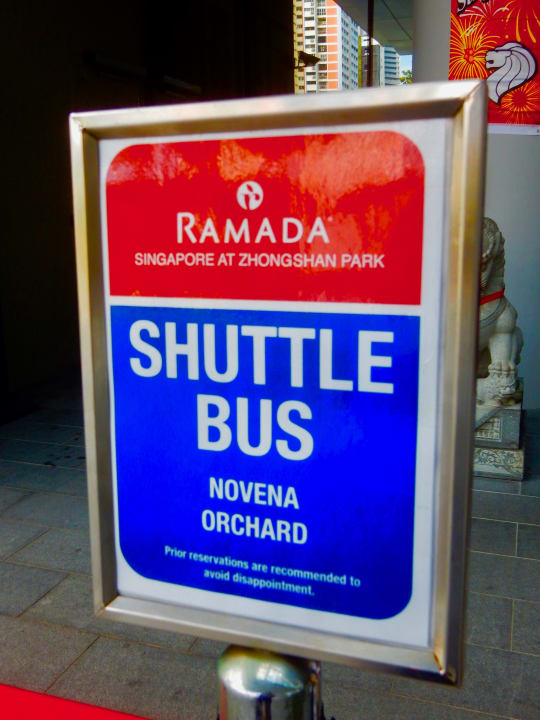 RAMADA
SINGAPORE AT ZHONGSHAN PARK
SHUTTLE
BUS
NOVENA
ORCHARD
Prior reservations are recommended to
avoid disappointment.